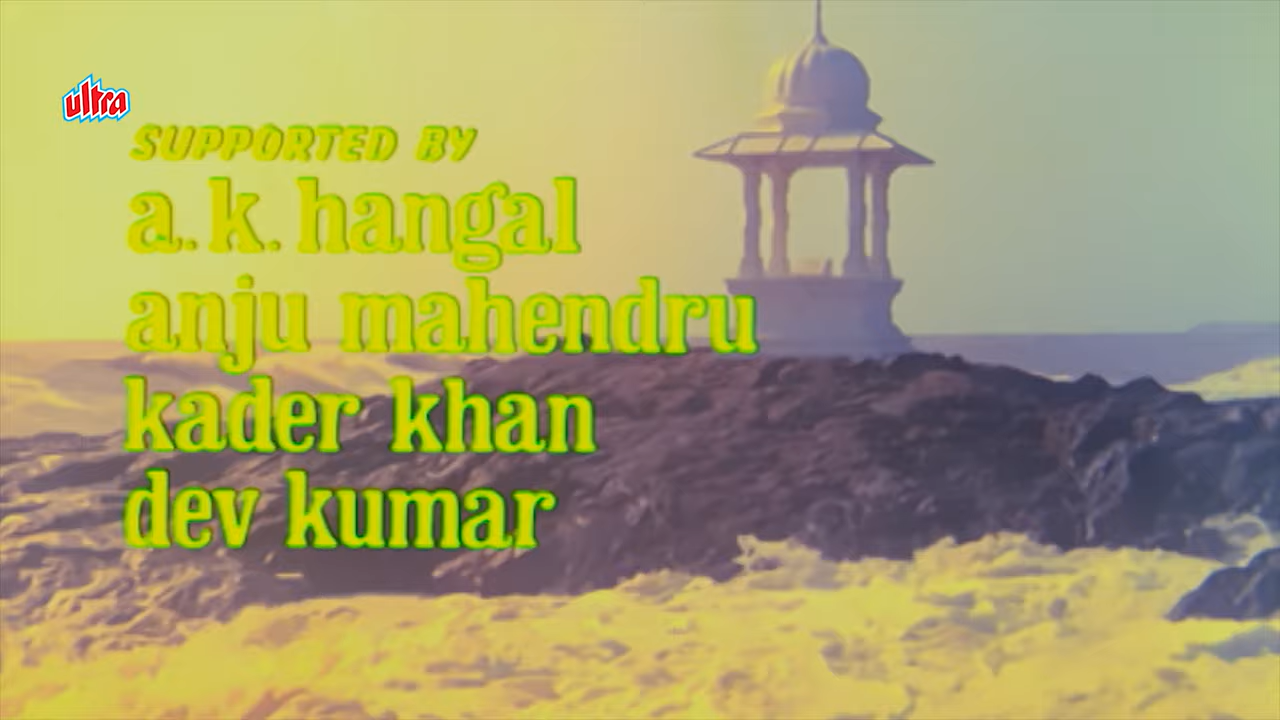 ultra
SUPPORTED BY
a. k. hangal
anju mahendru
kader khan
dev kumar